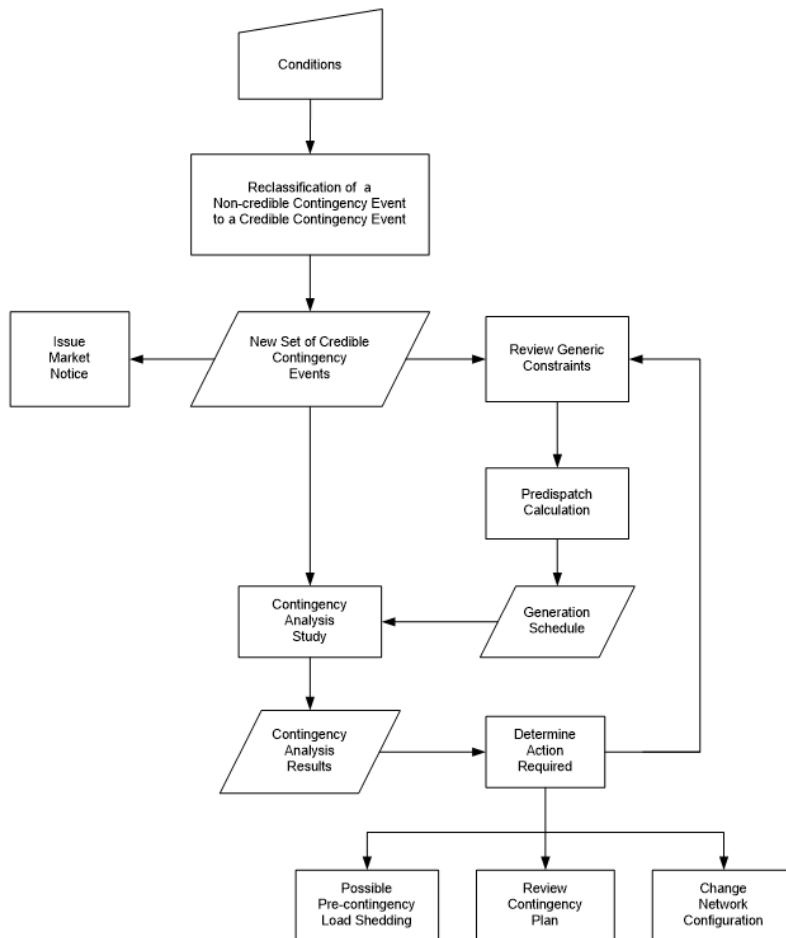 Conditions
Reclassification of a
Non-credible Contingency Event
to a Credible Contingency Event
Issue
Market
Notice
New Set of Credible
Contingency
Events
Review Generic
Constraints
Predispatch
Calculation
Contingency
Analysis
Study
Generation
Schedule
Contingency
Analysis
Results
Determine
Action
Required
Possible
Pre-contingency
Load Shedding
Review
Contingency
Plan
Change
Network
Configuration